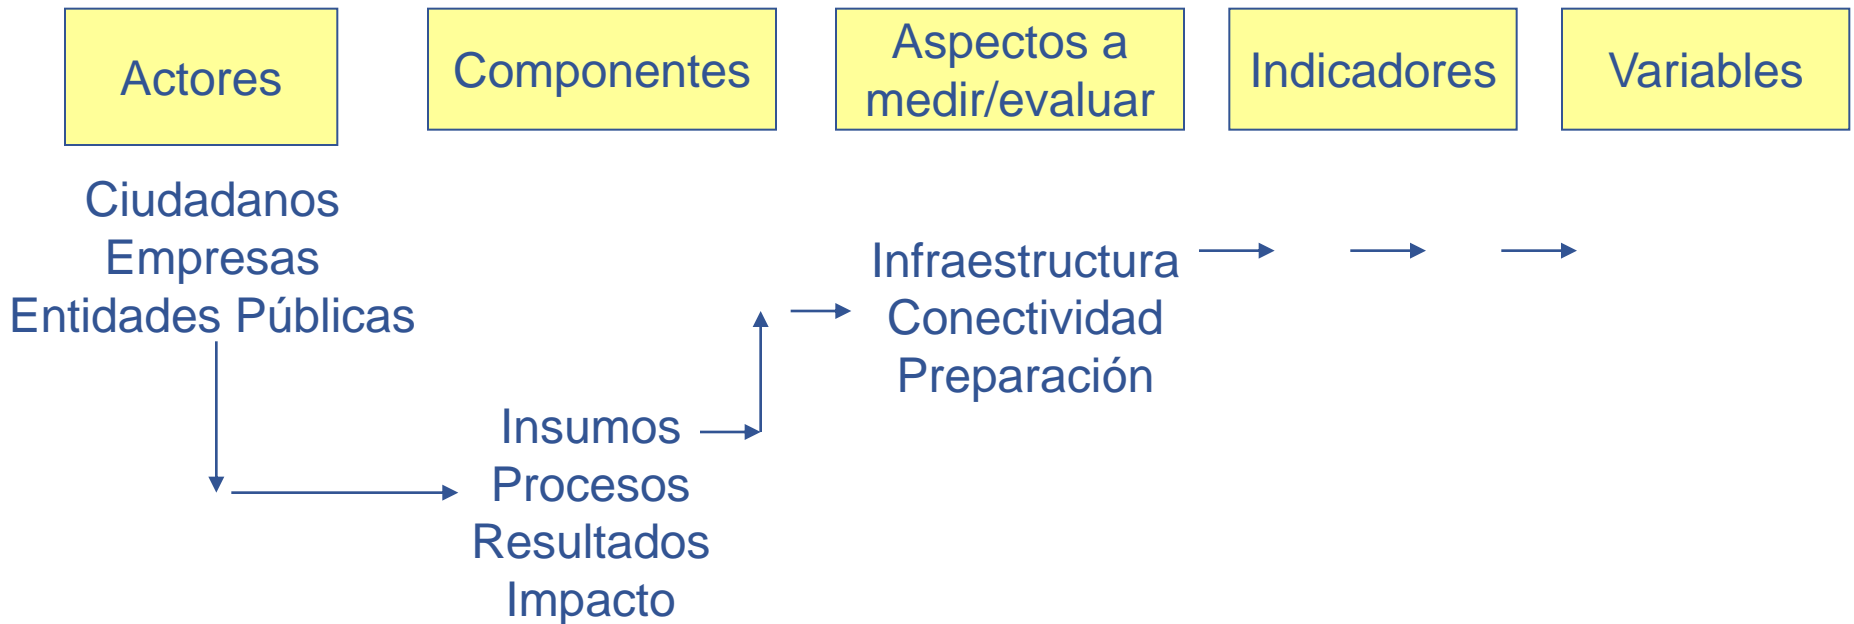 Actores
Componentes
Aspectos a
medir/evaluar
Indicadores
Variables
Ciudadanos
Empresas
Entidades Públicas
Insumos
Procesos
Resultados
Impacto
Infraestructura
Conectividad
Preparación